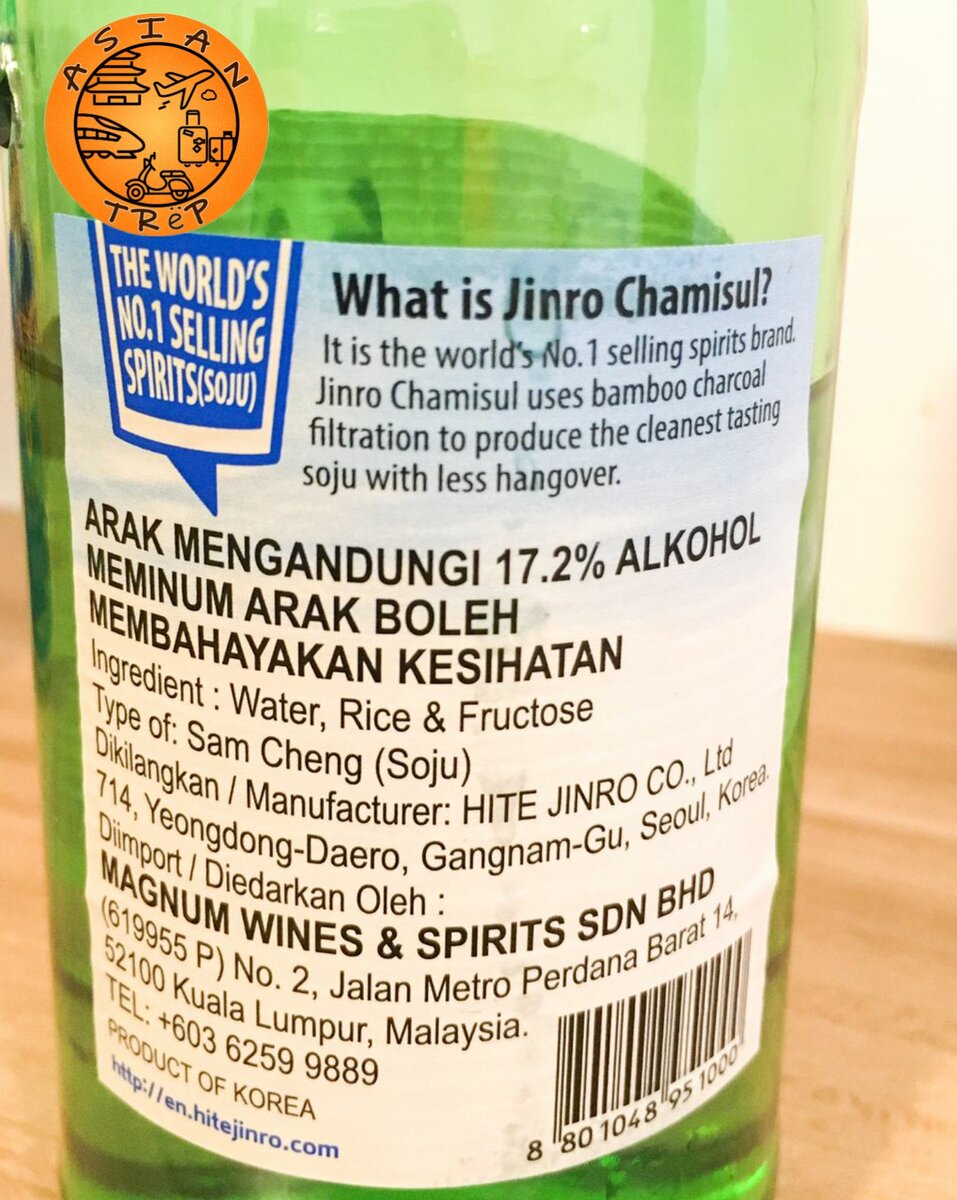 ASIAN
TRëP
THE WORLD'S
NO.1 SELLING
SPIRITS(SOJU)
What is Jinro Chamisul?
It is the world's No.1 selling spirits brand.
Jinro Chamisul uses bamboo charcoal
filtration to produce the cleanest tasting
soju with less hangover.
ARAK MENGANDUNGI 17.2% ALKOHOL
MEMINUM ARAK BOLEH
MEMBAHAYAKAN KESIHATAN
Ingredient : Water, Rice & Fructose
Type of: Sam Cheng (Soju)
Dikilangkan / Manufacturer: HITE JINRO CO., Ltd
714, Yeongdong-Daero, Gangnam-Gu, Seoul, Korea.
Diimport / Diedarkan Oleh :
MAGNUM WINES & SPIRITS SDN BHD
(619955 P) No. 2, Jalan Metro Perdana Barat 14,
52100 Kuala Lumpur, Malaysia.
TEL: +603 6259 9889
PRODUCT OF KOREA
http://en.hitejinro.com
8 801048 951000